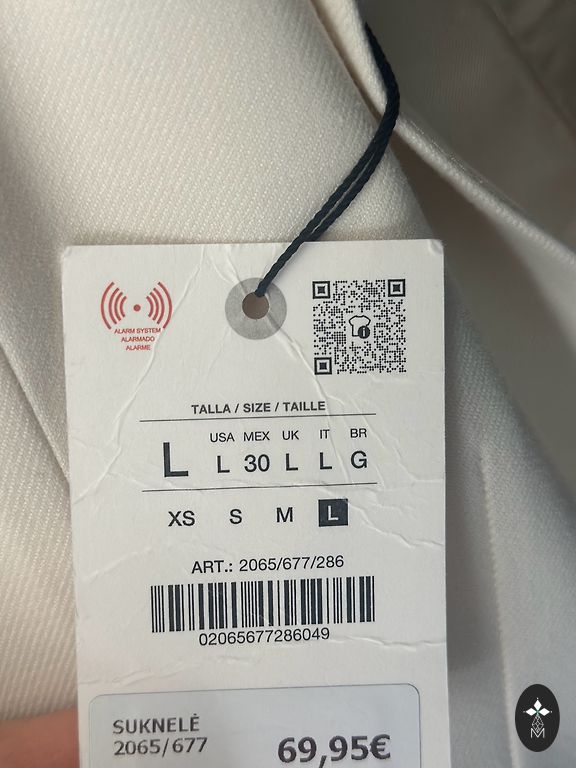 ALARM SYSTEM
ALARMADO
ALARME
TALLA / SIZE / TAILLE
USA MEX UK IT BR
L L 30 L L G
XS S M L
ART.: 2065/677/286
02065677286049
SUKNELĖ
2065/677
69,95€
M